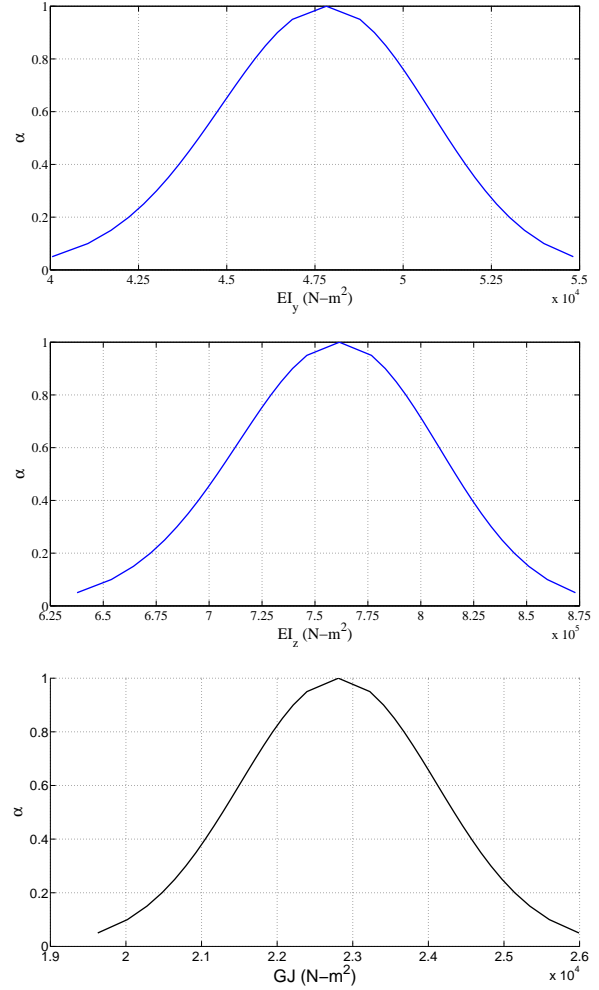 1
0.8
0.6
0.4
0.2
0
α
4 4.25 4.5 4.75 5 5.25 5.5
EI_y (N−m^2)
x 10^4
1
0.8
0.6
0.4
0.2
0
α
6.25 6.5 6.75 7 7.25 7.5 7.75 8 8.25 8.5 8.75
EI_z (N−m^2)
x 10^5
1
0.8
0.6
0.4
0.2
0
α
1.9 2 2.1 2.2 2.3 2.4 2.5 2.6
GJ (N−m^2)
x 10^4